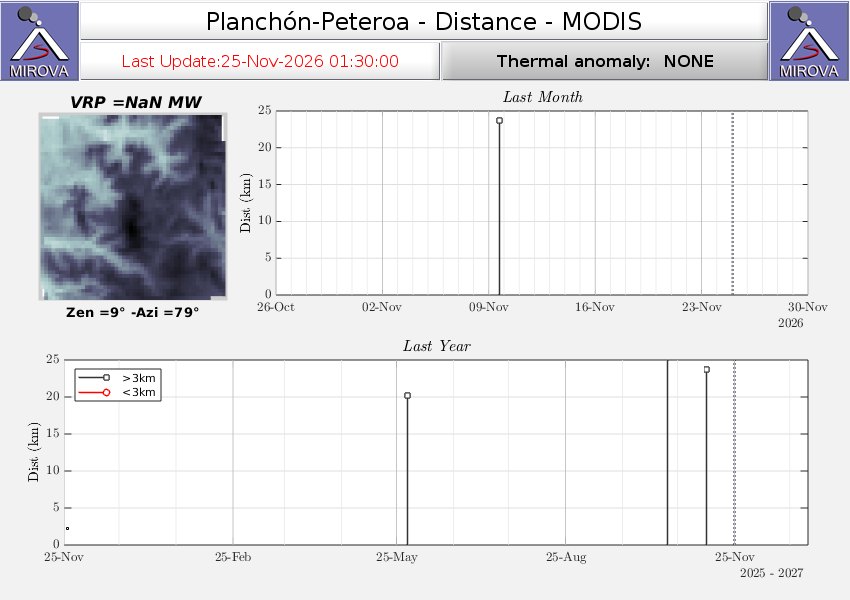 Planchón-Peteroa - Distance - MODIS
MIROVA
Last Update:25-Nov-2026 01:30:00
Thermal anomaly: NONE
MIROVA
VRP =NaN MW
Zen =9° -Azi =79°
Last Month
Dist (km)
25
20
15
10
5
0
26-Oct 02-Nov 09-Nov 16-Nov 23-Nov 30-Nov
2026
Last Year
Dist (km)
25
20
15
10
5
0
>3km
<3km
25-Nov 25-Feb 25-May 25-Aug 25-Nov
2025 - 2027